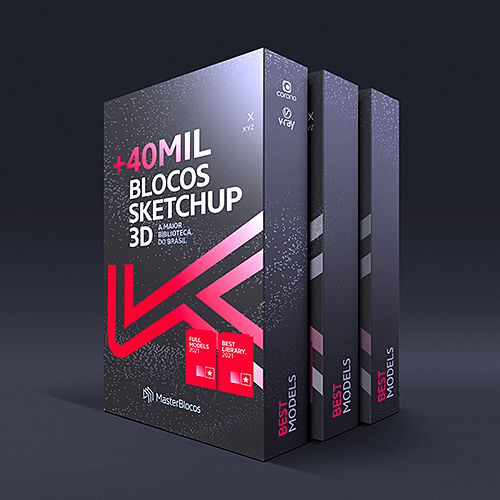 +40MIL
BLOCOS
SKETCHUP
3D
A MAIOR
BIBLIOTECA
DO BRASIL
FULL
MODELS
2021
BEST
LIBRARY.
2021
MasterBlocos
X
XYZ
corona
v·ray
BEST
MODELS
BEST
MODELS
BEST
MODELS